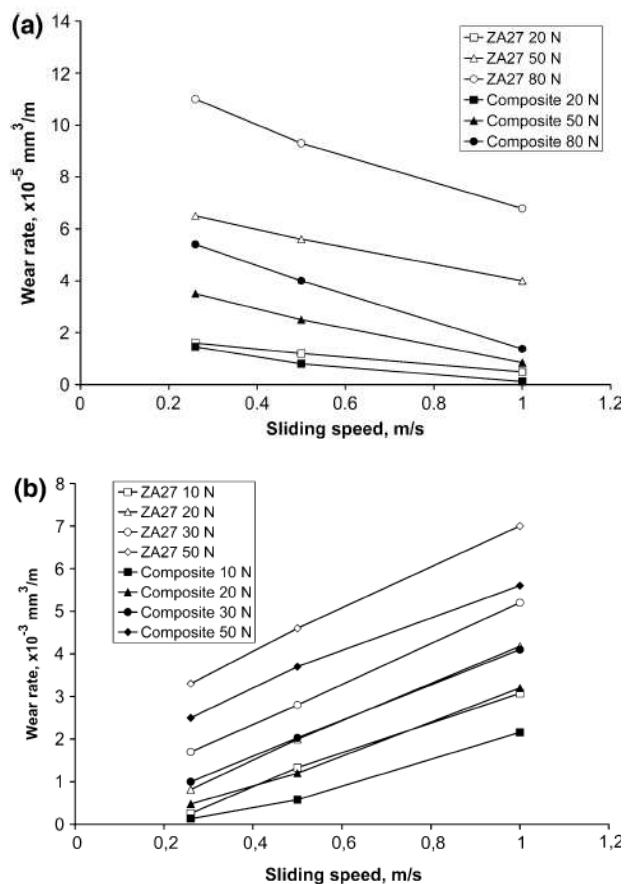 (a)
ZA27 20 N
ZA27 50 N
ZA27 80 N
Composite 20 N
Composite 50 N
Composite 80 N
14
12
10
8
6
4
2
0
Wear rate, x10-5 mm3/m
0 0.2 0.4 0.6 0.8 1 1.2
Sliding speed, m/s
(b)
ZA27 10 N
ZA27 20 N
ZA27 30 N
ZA27 50 N
Composite 10 N
Composite 20 N
Composite 30 N
Composite 50 N
8
7
6
5
4
3
2
1
0
Wear rate, x10-3 mm3/m
0 0,2 0,4 0,6 0,8 1 1,2
Sliding speed, m/s